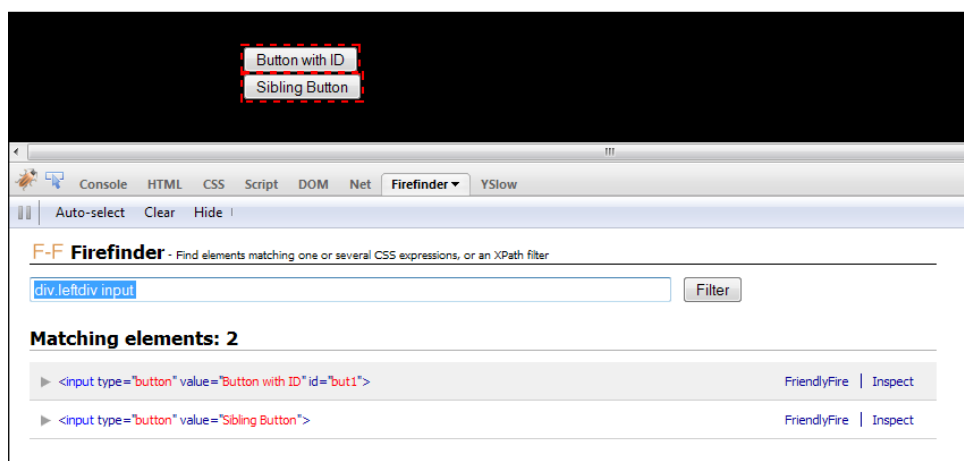 Button with ID
Sibling Button
Console HTML CSS Script DOM Net Firefinder YSlow
Auto-select Clear Hide
F-F Firefinder - Find elements matching one or several CSS expressions, or an XPath filter
div.leftdiv input Filter
Matching elements: 2
<input type="button" value="Button with ID" id="but1"> FriendlyFire | Inspect
<input type="button" value="Sibling Button"> FriendlyFire | Inspect